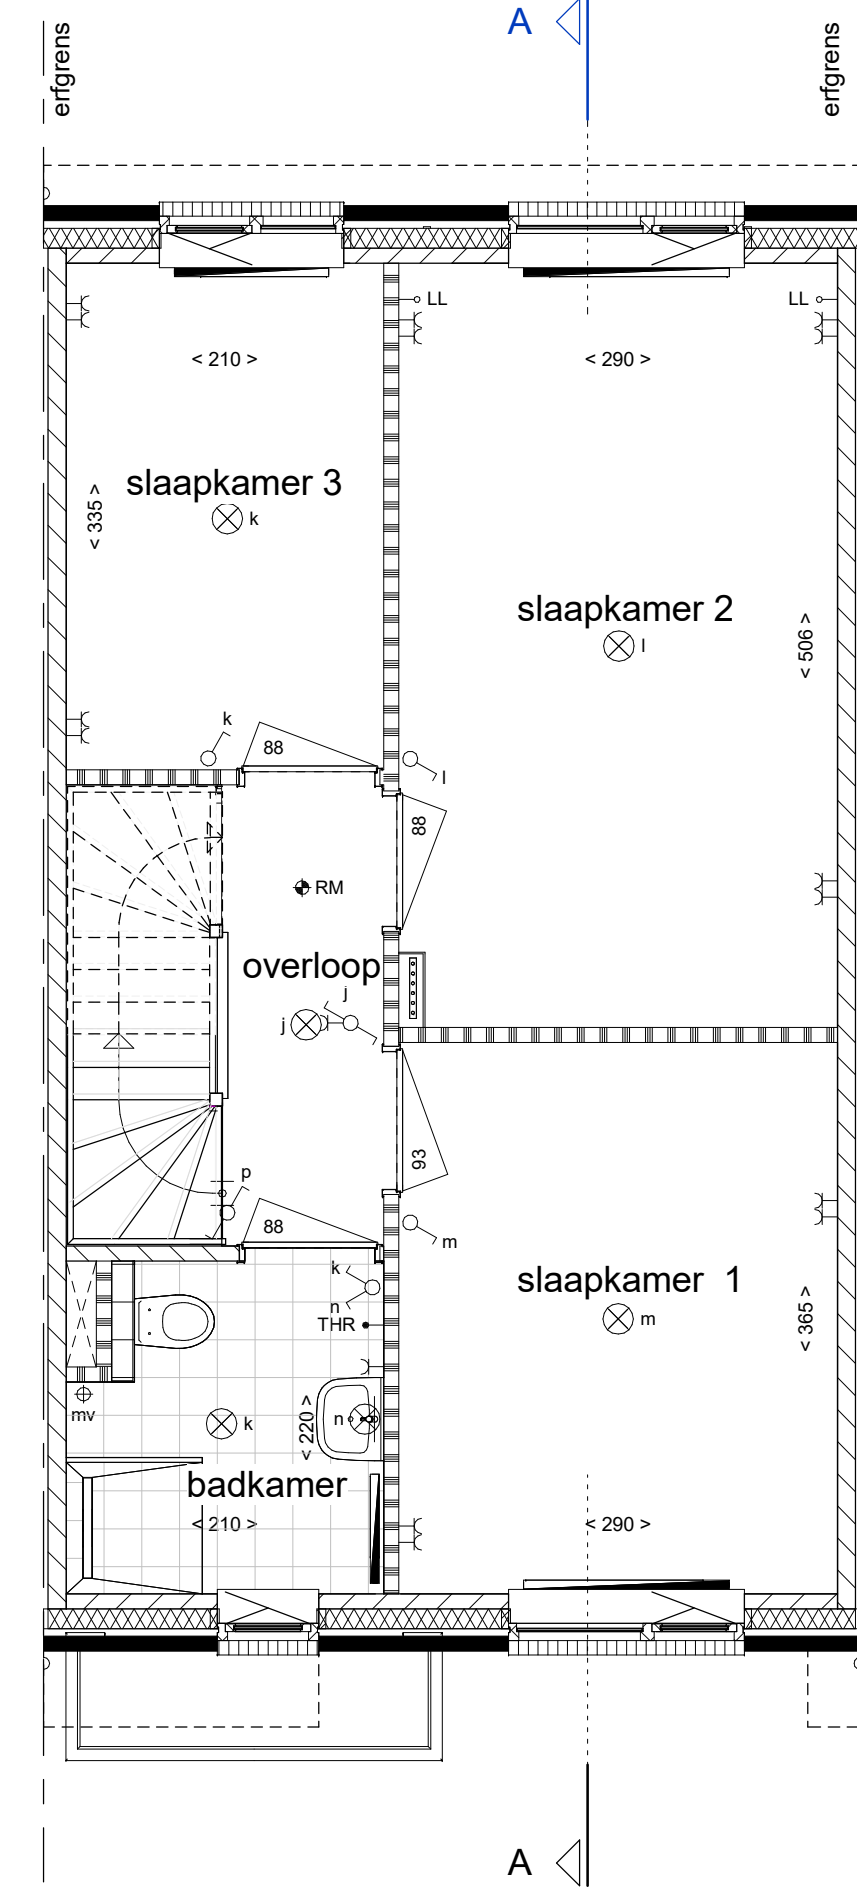 A
erfgrens
erfgrens
LL
LL
< 210 >
< 290 >
slaapkamer 3
k
< 335 >
slaapkamer 2
l
< 506 >
k
88
l
88
RM
overloop
j
j
93
p
88
m
k
n
THR
slaapkamer 1
m
< 365 >
mv
k
< 220 >
n
badkamer
< 210 >
< 290 >
A